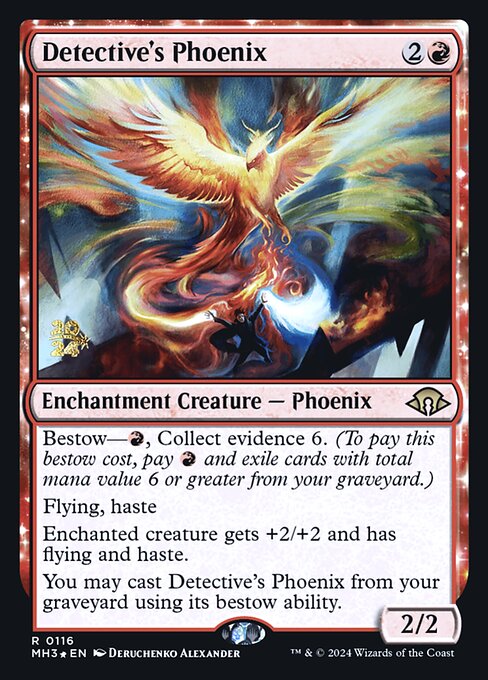 Detective's Phoenix 2
Enchantment Creature — Phoenix
Bestow—, Collect evidence 6. (To pay this
bestow cost, pay and exile cards with total
mana value 6 or greater from your graveyard.)
Flying, haste
Enchanted creature gets +2/+2 and has
flying and haste.
You may cast Detective's Phoenix from your
graveyard using its bestow ability.
2/2
R 0116
MH3★EN Deruchenko Alexander ™ & © 2024 Wizards of the Coast